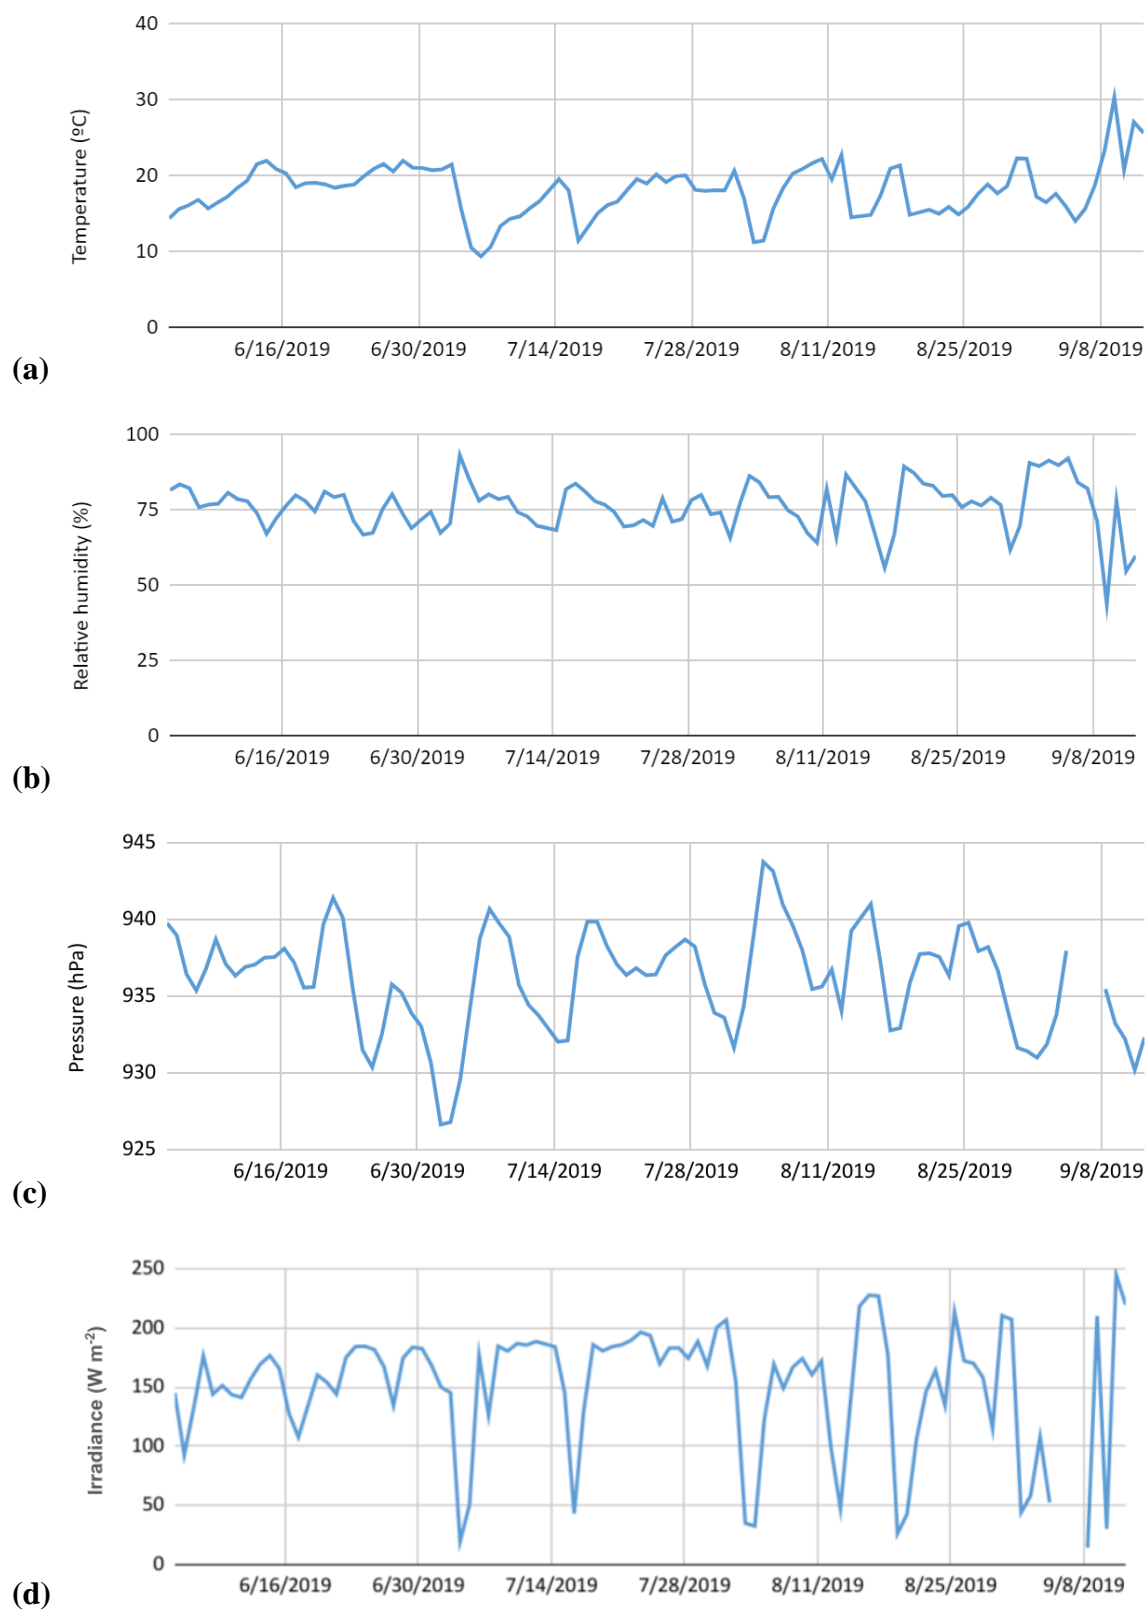 40
30
20
10
0
Temperature (ºC)
6/16/2019 6/30/2019 7/14/2019 7/28/2019 8/11/2019 8/25/2019 9/8/2019
(a)
100
75
50
25
0
Relative humidity (%)
6/16/2019 6/30/2019 7/14/2019 7/28/2019 8/11/2019 8/25/2019 9/8/2019
(b)
945
940
935
930
925
Pressure (hPa)
6/16/2019 6/30/2019 7/14/2019 7/28/2019 8/11/2019 8/25/2019 9/8/2019
(c)
250
200
150
100
50
0
Irradiance (W m⁻²)
6/16/2019 6/30/2019 7/14/2019 7/28/2019 8/11/2019 8/25/2019 9/8/2019
(d)